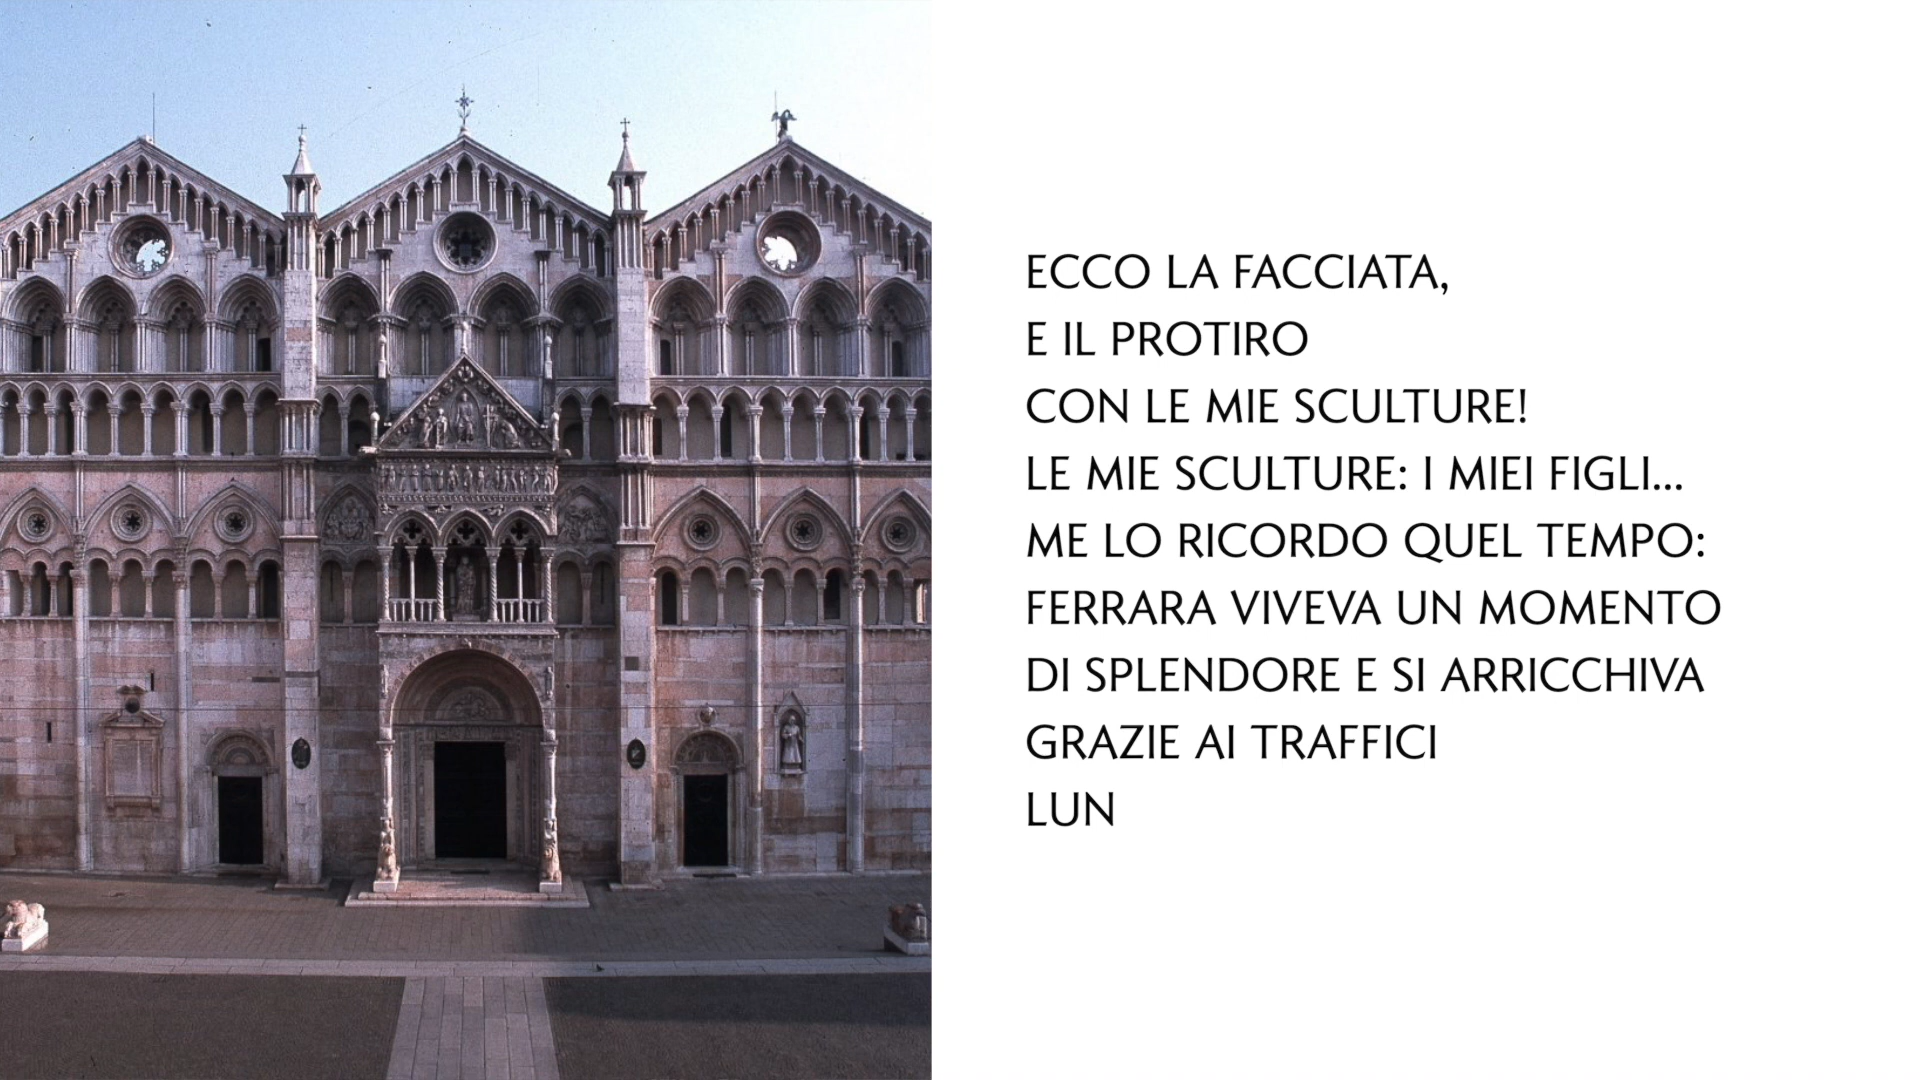 ECCO LA FACCIATA,
E IL PROTIRO
CON LE MIE SCULTURE!
LE MIE SCULTURE: I MIEI FIGLI...
ME LO RICORDO QUEL TEMPO:
FERRARA VIVEVA UN MOMENTO
DI SPLENDORE E SI ARRICCHIVA
GRAZIE AI TRAFFICI
LUN